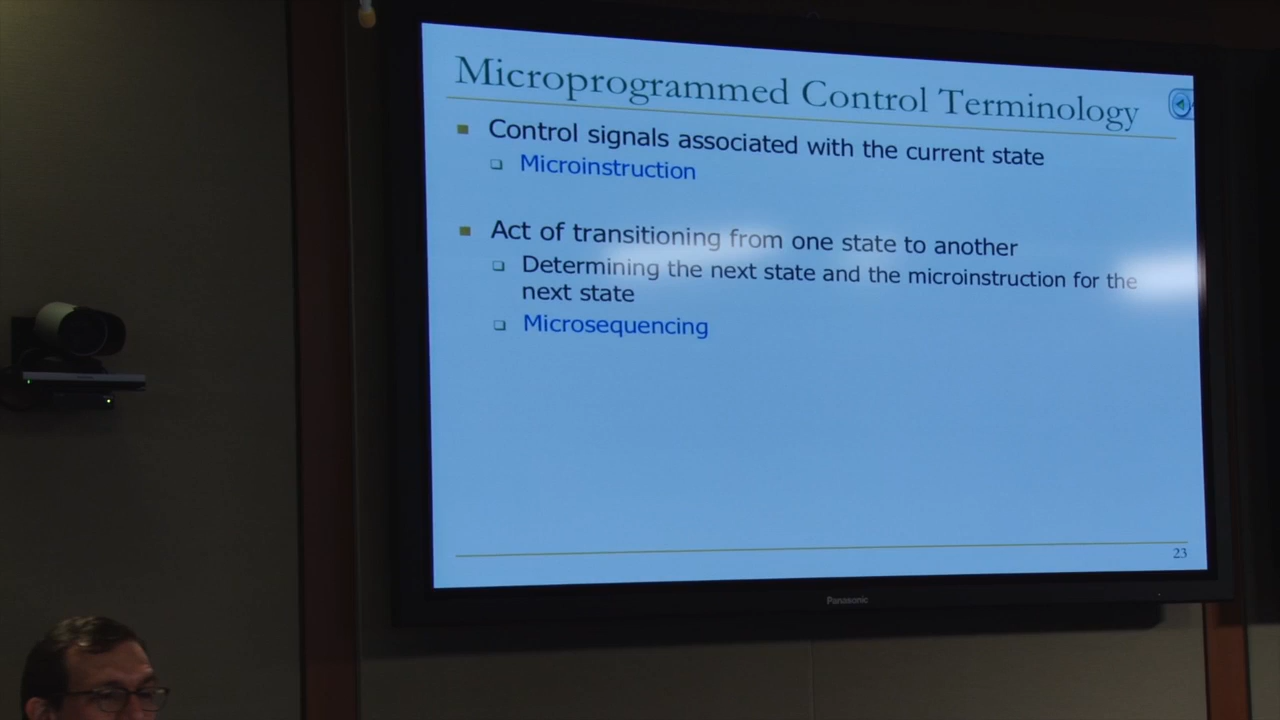 Microprogrammed Control Terminology
Control signals associated with the current state
Microinstruction
Act of transitioning from one state to another
Determining the next state and the microinstruction for the
next state
Microsequencing
23
Panasonic